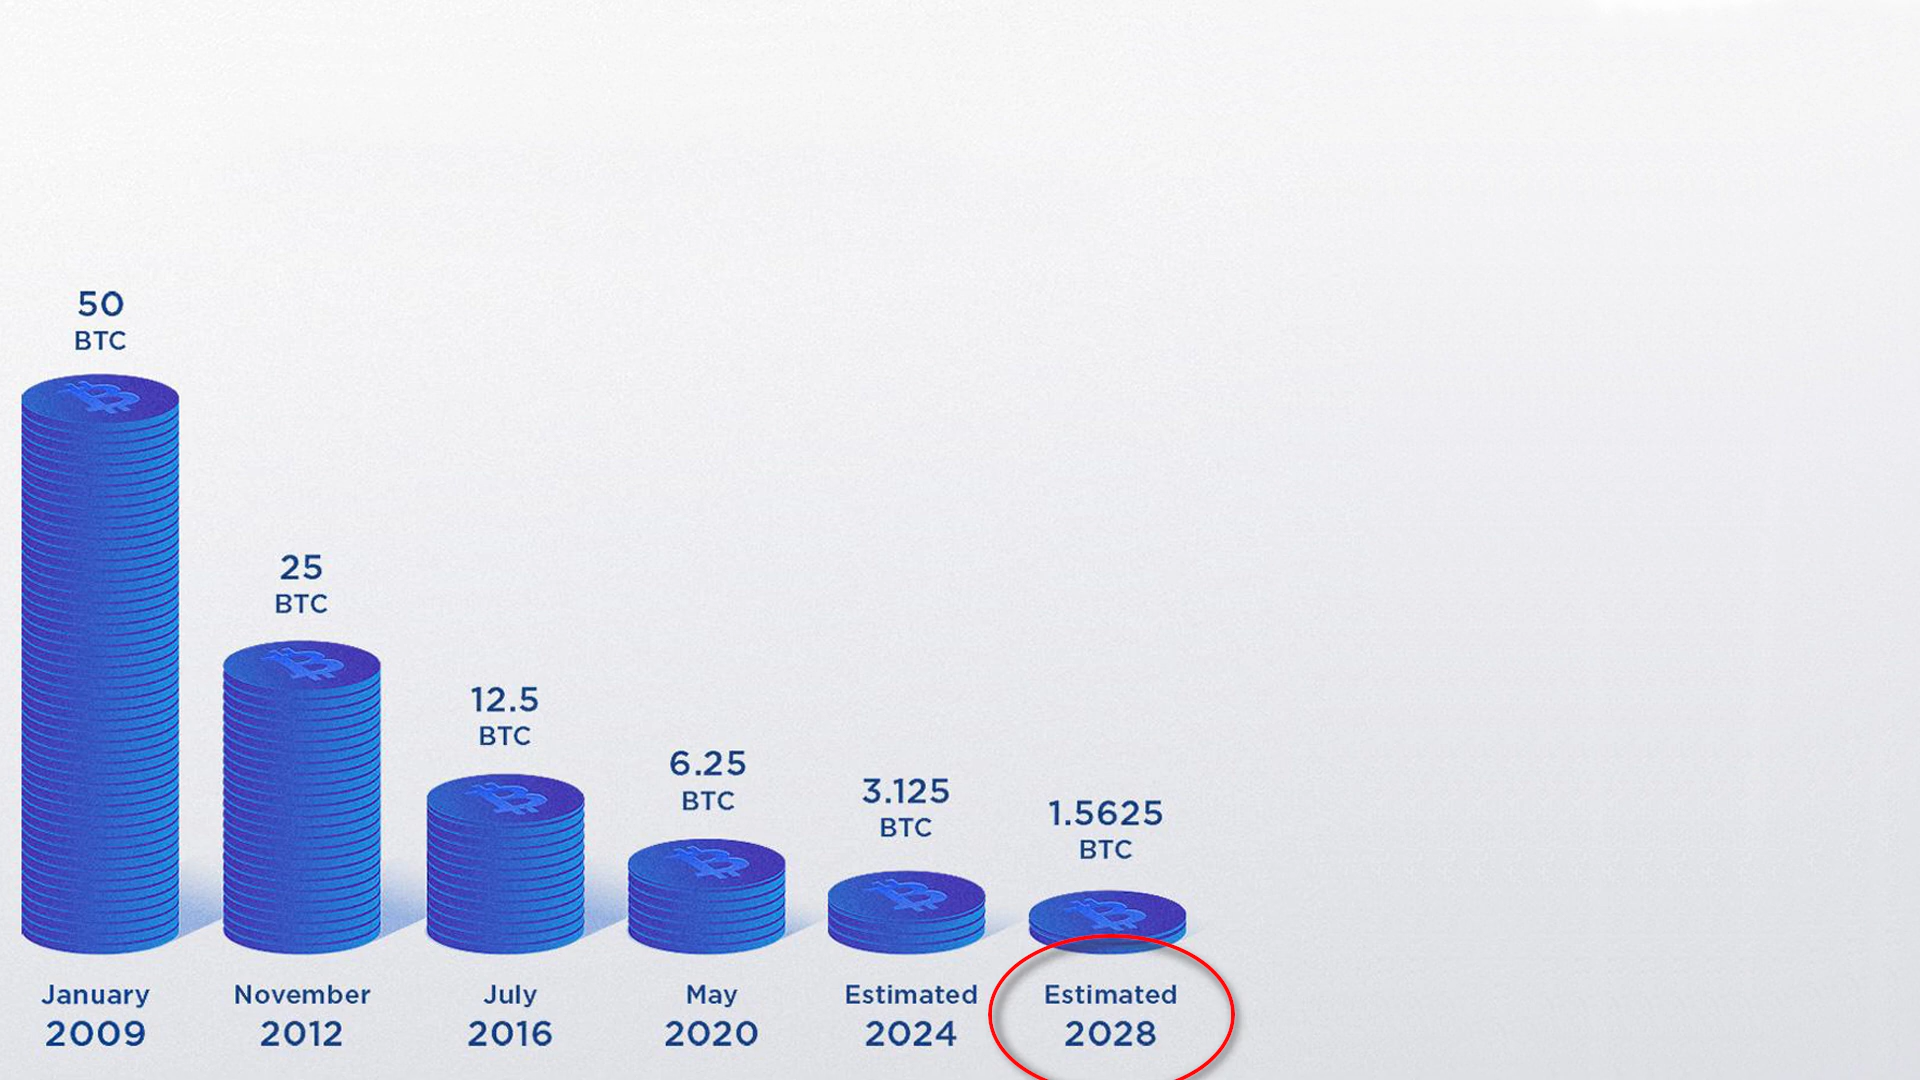 50
BTC
25
BTC
12.5
BTC
6.25
BTC
3.125
BTC
1.5625
BTC
January
2009
November
2012
July
2016
May
2020
Estimated
2024
Estimated
2028